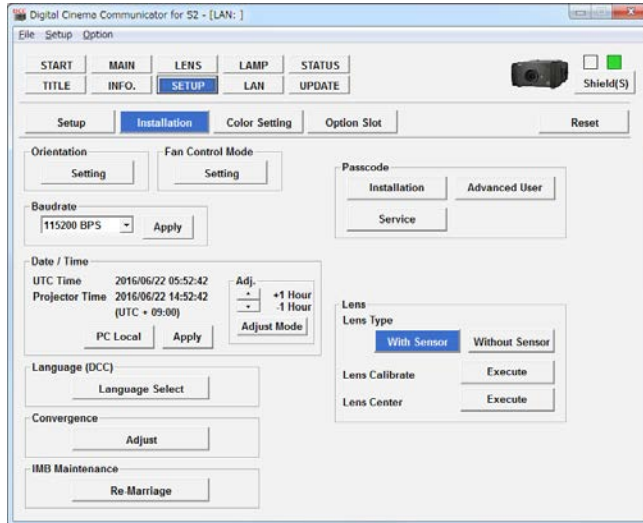 Digital Cinema Communicator for S2 - [LAN: ]
File Setup Option
START MAIN LENS LAMP STATUS
TITLE INFO. SETUP LAN UPDATE
Shield(S)
Setup Installation Color Setting Option Slot Reset
Orientation
Setting
Fan Control Mode
Setting
Passcode
Installation Advanced User
Service
Baudrate
115200 BPS Apply
Date / Time
UTC Time 2016/06/22 05:52:42
Projector Time 2016/06/22 14:52:42
(UTC + 09:00)
PC Local Apply
Adj.
+1 Hour
-1 Hour
Adjust Mode
Lens
Lens Type
With Sensor Without Sensor
Lens Calibrate Execute
Lens Center Execute
Language (DCC)
Language Select
Convergence
Adjust
IMB Maintenance
Re-Marriage